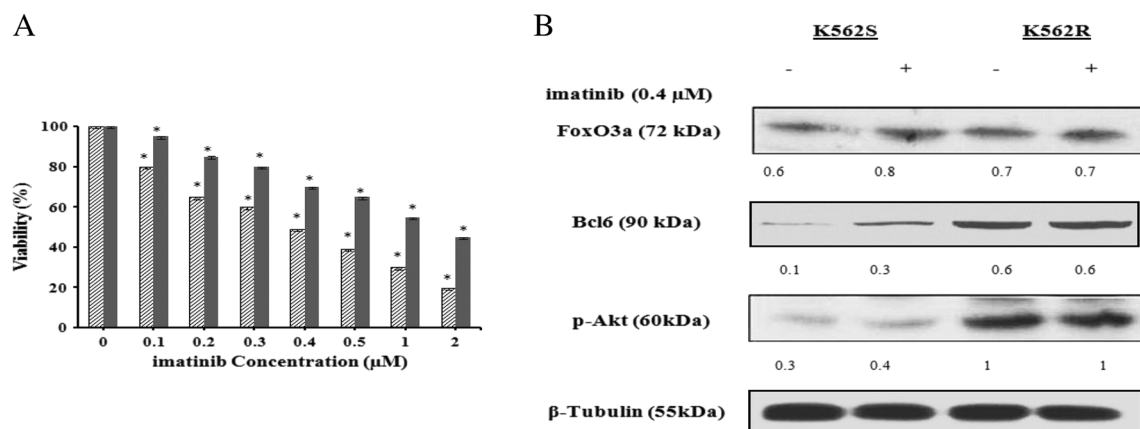 A
Viability (%)
100
80
60
40
20
0
* * * * * * *
* * * * * * *
0 0.1 0.2 0.3 0.4 0.5 1 2
imatinib Concentration (μM)
B
K562S K562R
- + - +
imatinib (0.4 μM)
FoxO3a (72 kDa)
0.6 0.8 0.7 0.7
Bcl6 (90 kDa)
0.1 0.3 0.6 0.6
p-Akt (60kDa)
0.3 0.4 1 1
β-Tubulin (55kDa)